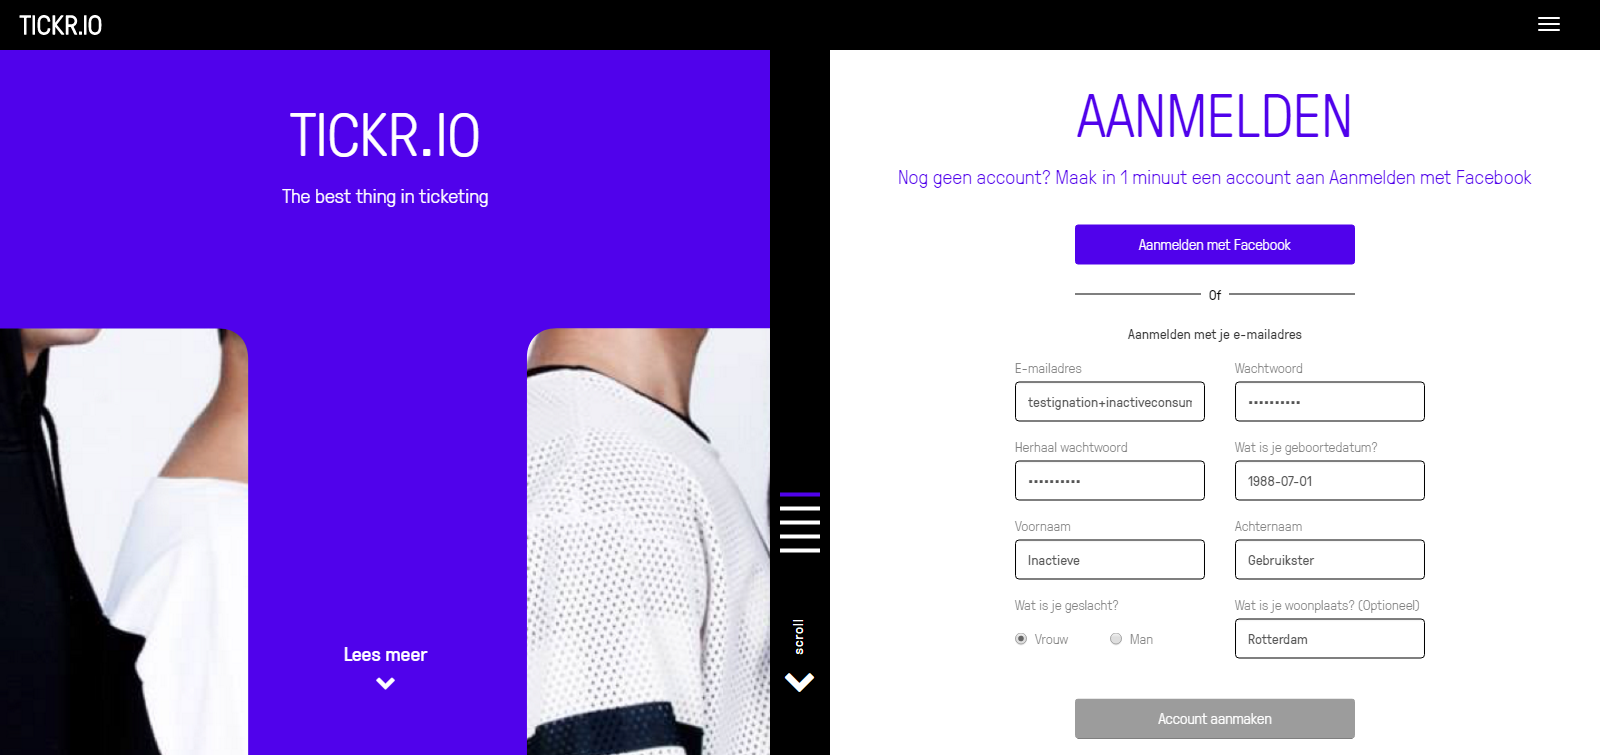 TICKR.IO
TICKR.IO
The best thing in ticketing
Lees meer
scroll
AANMELDEN
Nog geen account? Maak in 1 minuut een account aan Aanmelden met Facebook
Aanmelden met Facebook
Of
Aanmelden met je e-mailadres
E-mailadres
Wachtwoord
testignation+inactiveconsum
••••••••••
Herhaal wachtwoord
Wat is je geboortedatum?
••••••••••
1988-07-01
Voornaam
Achternaam
Inactieve
Gebruikster
Wat is je geslacht?
Wat is je woonplaats? (Optioneel)
Vrouw
Man
Rotterdam
Account aanmaken